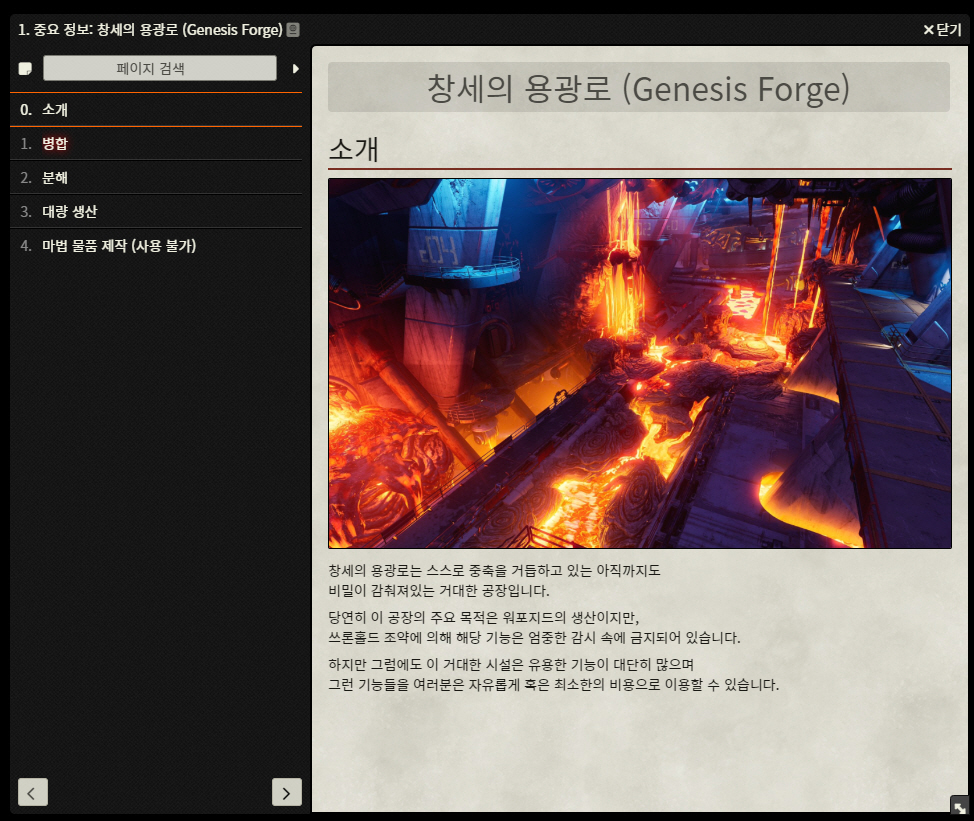 1. 중요 정보: 창세의 용광로 (Genesis Forge)
닫기
페이지 검색
0. 소개
1. 병합
2. 분해
3. 대량 생산
4. 마법 물품 제작 (사용 불가)
창세의 용광로 (Genesis Forge)
소개
창세의 용광로는 스스로 중축을 거듭하고 있는 아직까지도
비밀이 감춰져있는 거대한 공장입니다.
당연히 이 공장의 주요 목적은 워포지드의 생산이지만,
쓰론홀드 조약에 의해 해당 기능은 엄중한 감시 속에 금지되어 있습니다.
하지만 그럼에도 이 거대한 시설은 유용한 기능이 대단히 많으며
그런 기능들을 여러분은 자유롭게 혹은 최소한의 비용으로 이용할 수 있습니다.